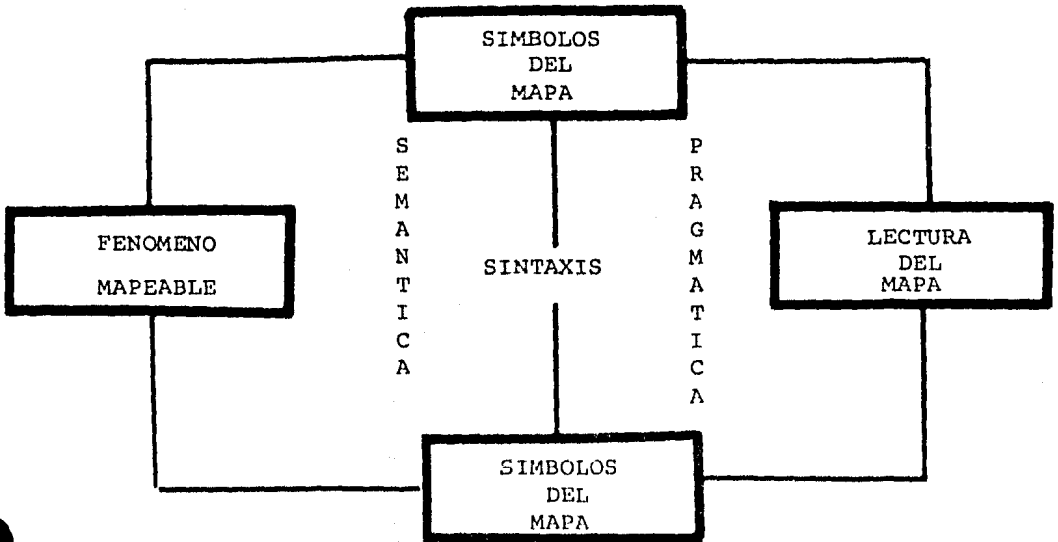 SIMBOLOS
DEL
MAPA
SEMANTICA
PRAGMATICA
FENOMENO
MAPEABLE
SINTAXIS
LECTURA
DEL
MAPA
SIMBOLOS
DEL
MAPA